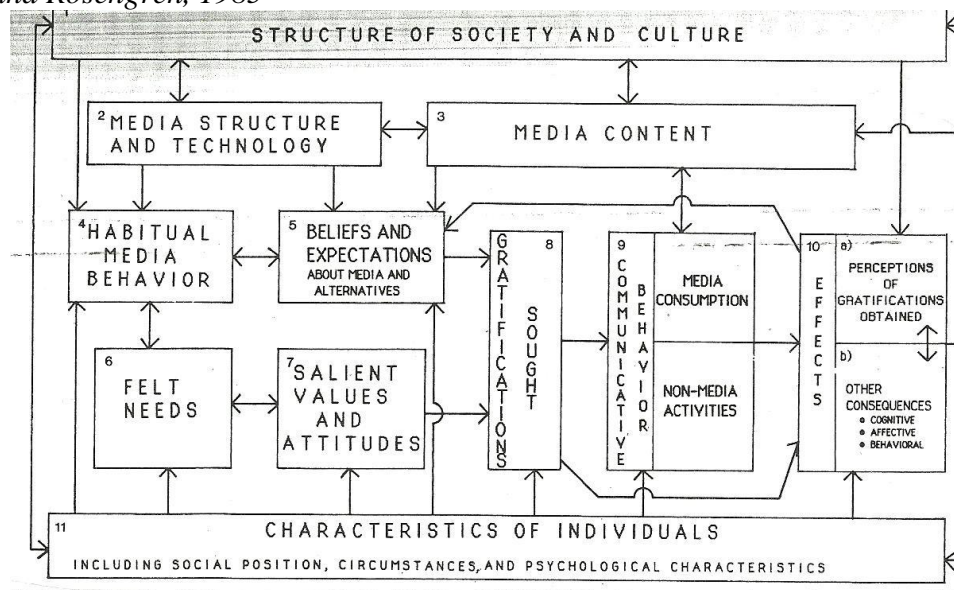 and Rosengren, 1985
STRUCTURE OF SOCIETY AND CULTURE
2 MEDIA STRUCTURE
AND TECHNOLOGY
3
MEDIA CONTENT
4 HABITUAL
MEDIA
BEHAVIOR
5 BELIEFS AND
EXPECTATIONS
ABOUT MEDIA AND
ALTERNATIVES
8
GRATIFICATIONS
SOUGHT
9
COMMUNICATIVE
BEHAVIOR
MEDIA
CONSUMPTION
NON-MEDIA
ACTIVITIES
10
EFFECTS
a)
PERCEPTIONS
OF
GRATIFICATIONS
OBTAINED
b)
OTHER
CONSEQUENCES
• COGNITIVE
• AFFECTIVE
• BEHAVIORAL
6
FELT
NEEDS
7 SALIENT
VALUES
AND
ATTITUDES
11
CHARACTERISTICS OF INDIVIDUALS
INCLUDING SOCIAL POSITION, CIRCUMSTANCES, AND PSYCHOLOGICAL CHARACTERISTICS